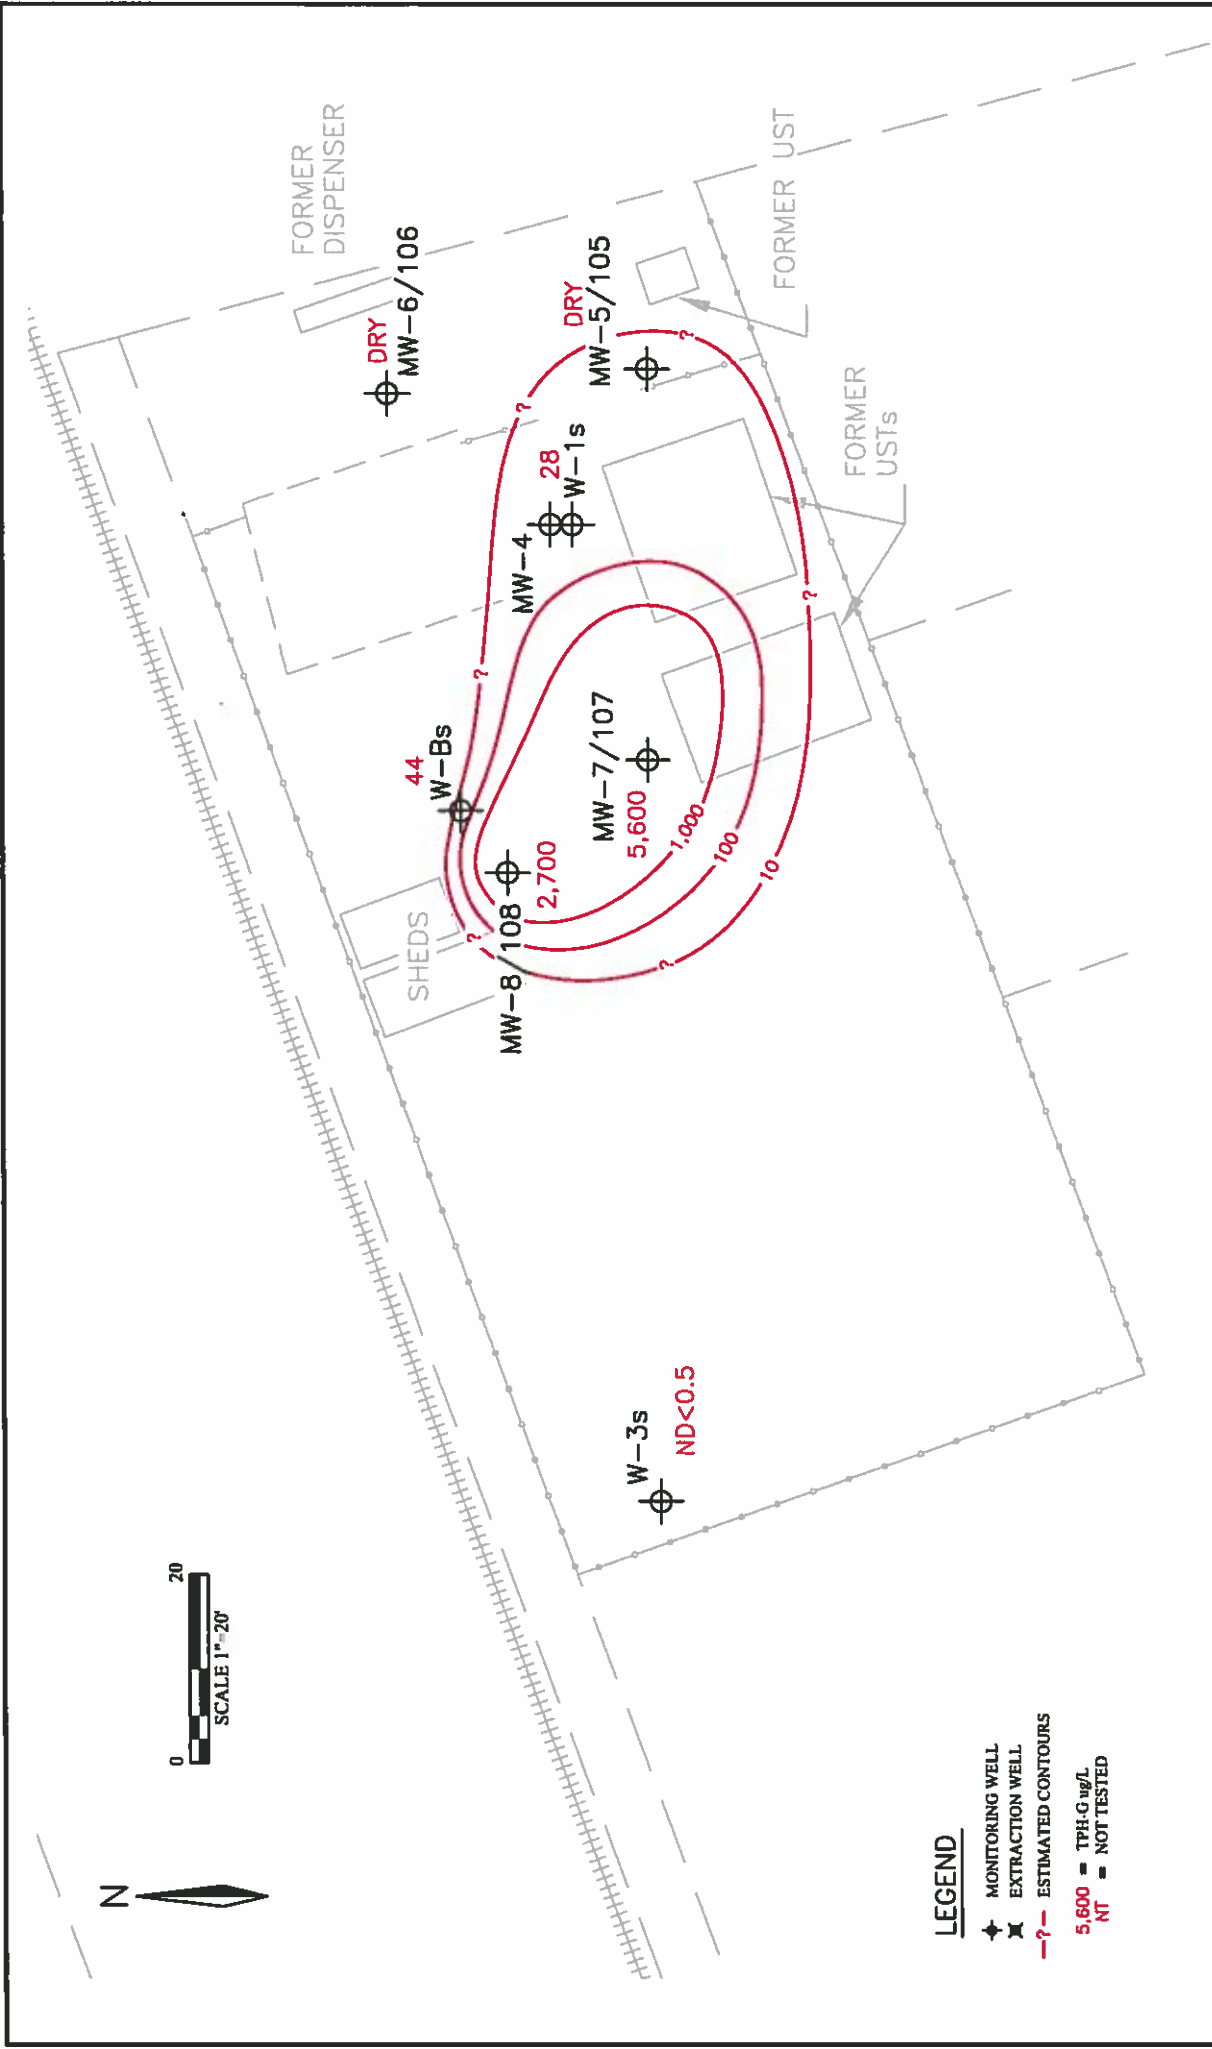 N
0
20
SCALE 1"=20'
FORMER
DISPENSER
DRY
MW-6/106
DRY
MW-5/105
FORMER UST
FORMER
USTs
28
W-1s
MW-4
44
W-Bs
SHEDS
MW-8
108
2,700
MW-7/107
5,600
1,000
100
10
?
?
?
?
?
?
?
W-3s
ND<0.5
LEGEND
MONITORING WELL
EXTRACTION WELL
—?— ESTIMATED CONTOURS
5,600 = TPH-G ug/L
NT = NOT TESTED